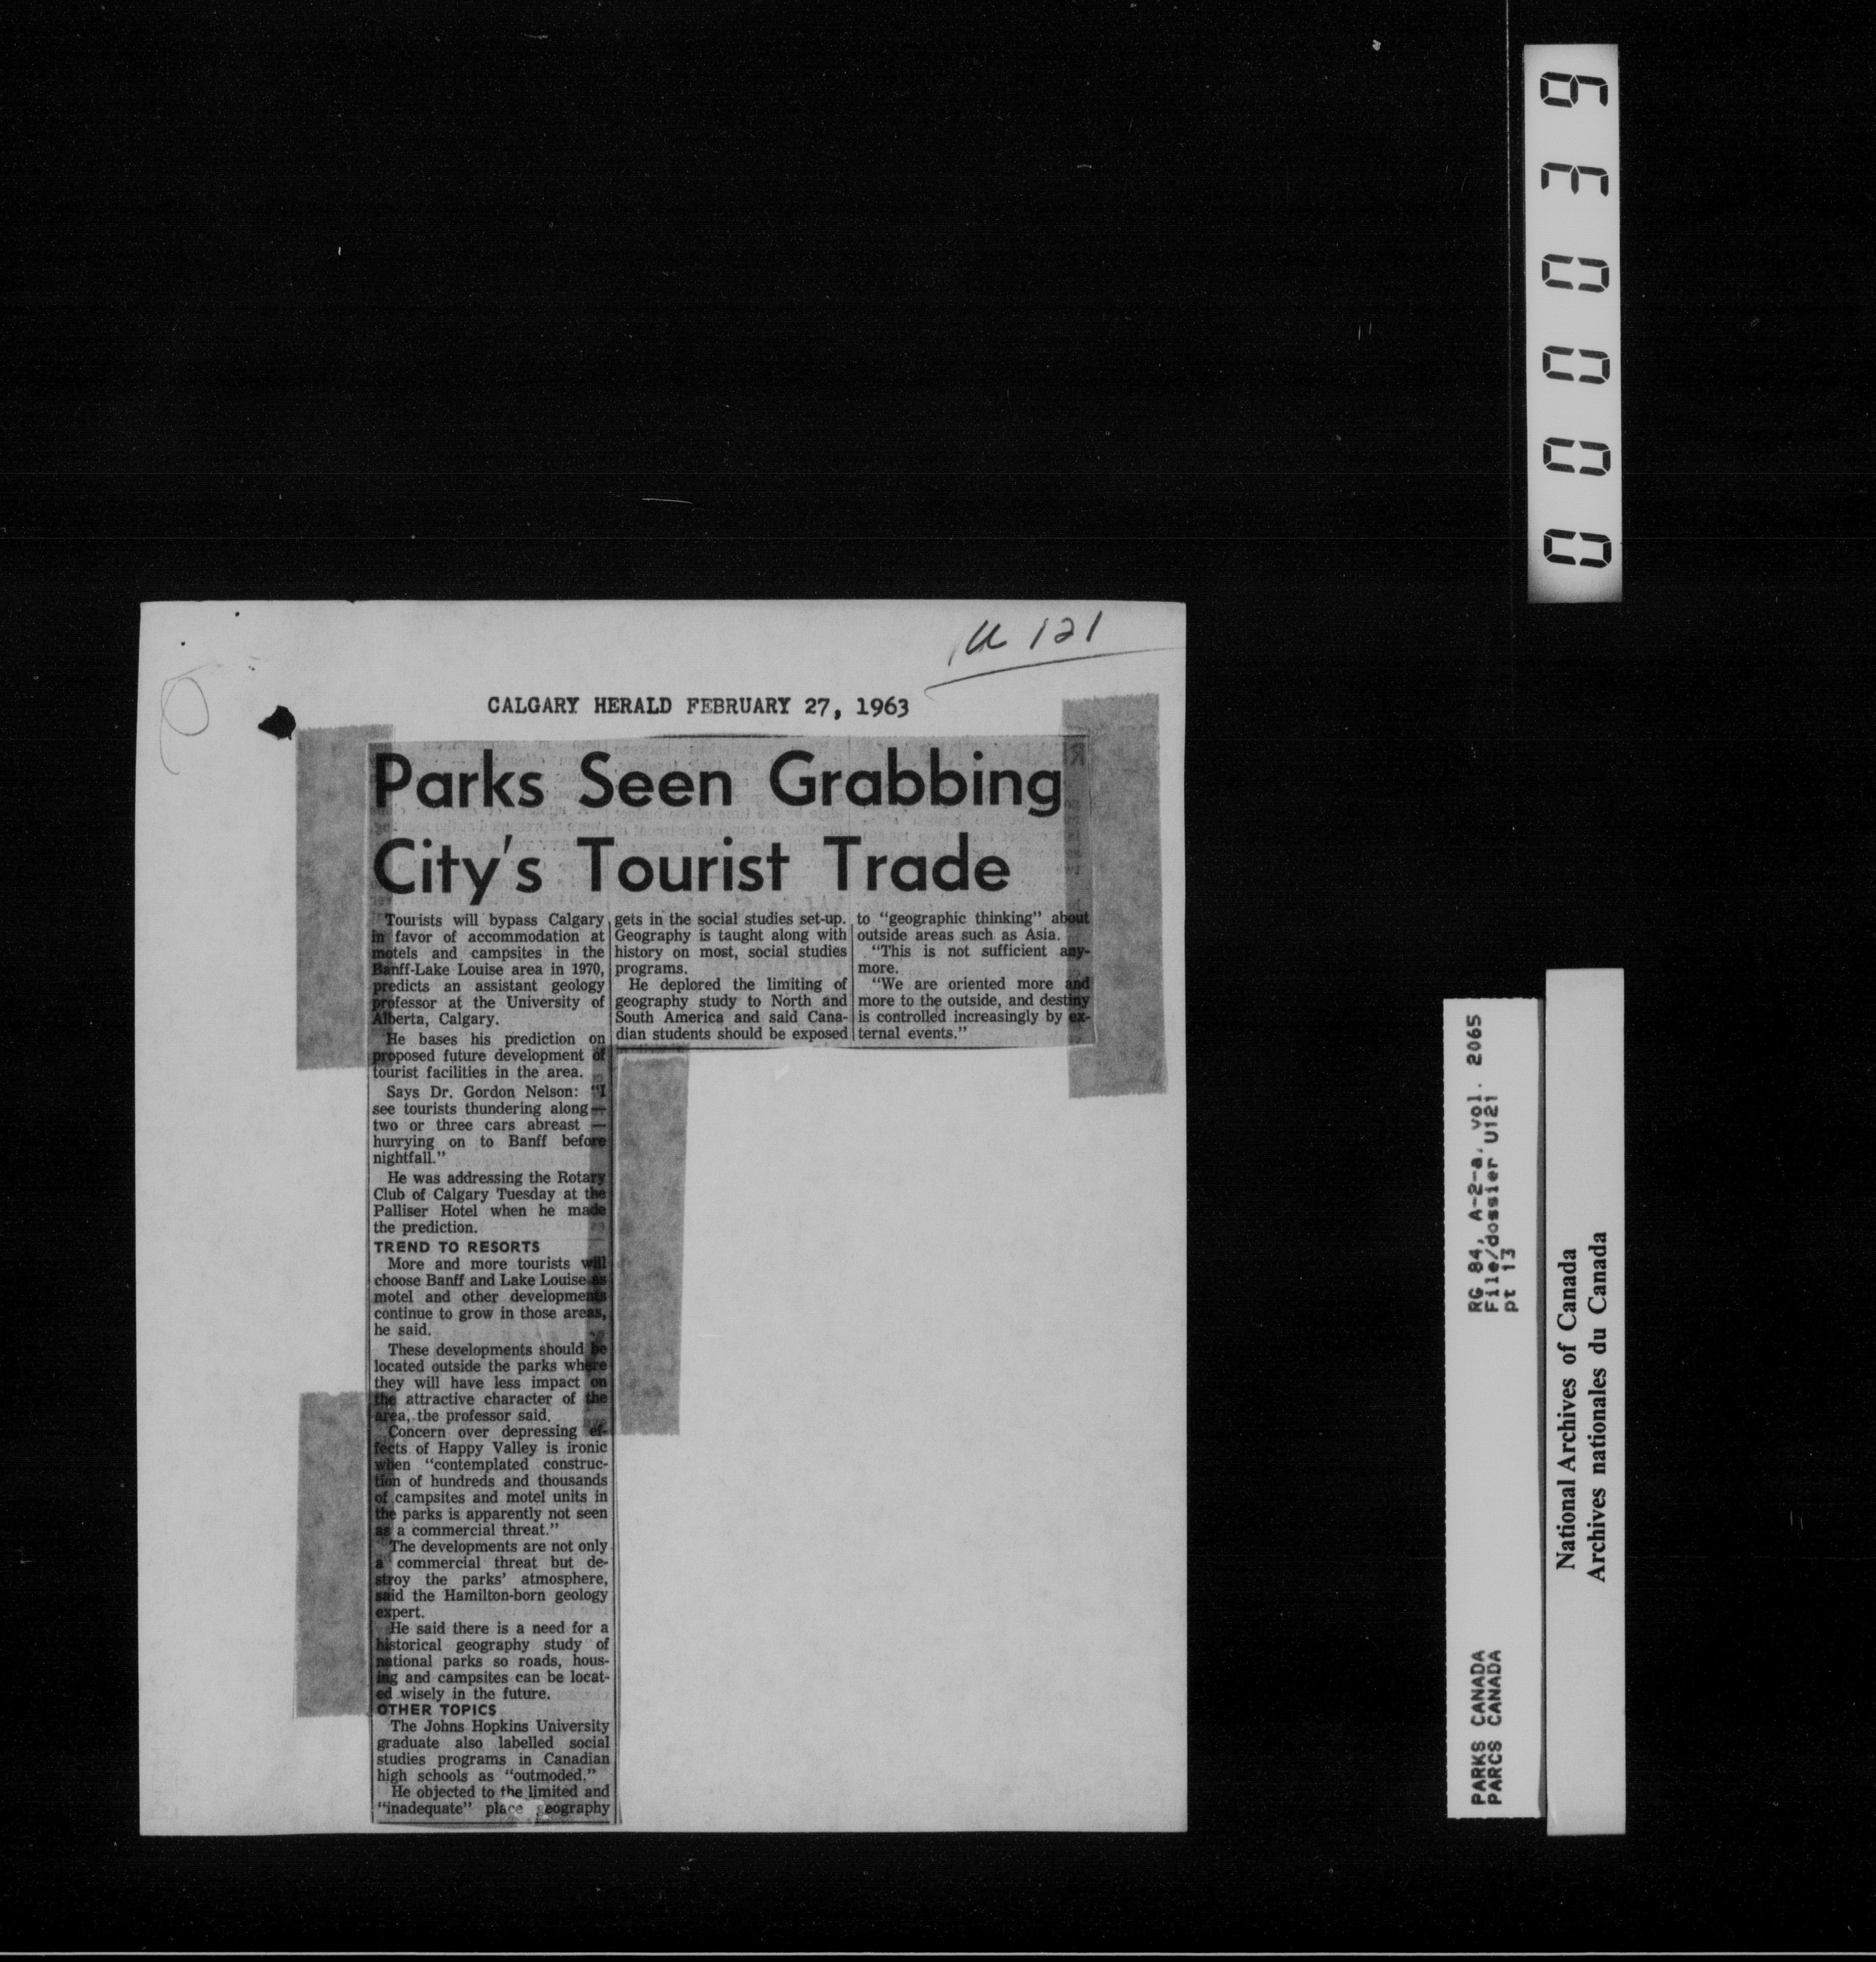 U 121
CALGARY HERALD FEBRUARY 27, 1963
Parks Seen Grabbing
City's Tourist Trade
Tourists will bypass Calgary
in favor of accommodation at
motels and campsites in the
Banff-Lake Louise area in 1970,
predicts an assistant geology
professor at the University of
Alberta, Calgary.
He bases his prediction on
proposed future development of
tourist facilities in the area.
Says Dr. Gordon Nelson: "I
see tourists thundering along —
two or three cars abreast —
hurrying on to Banff before
nightfall."
He was addressing the Rotary
Club of Calgary Tuesday at the
Palliser Hotel when he made
the prediction.
TREND TO RESORTS
More and more tourists will
choose Banff and Lake Louise as
motel and other developments
continue to grow in those areas,
he said.
These developments should be
located outside the parks where
they will have less impact on
the attractive character of the
area, the professor said.
Concern over depressing ef-
fects of Happy Valley is ironic
when "contemplated construc-
tion of hundreds and thousands
of campsites and motel units in
the parks is apparently not seen
as a commercial threat."
The developments are not only
a commercial threat but de-
stroy the parks' atmosphere,
said the Hamilton-born geology
expert.
He said there is a need for a
historical geography study of
national parks so roads, hous-
ing and campsites can be locat-
ed wisely in the future.
OTHER TOPICS
The Johns Hopkins University
graduate also labelled social
studies programs in Canadian
high schools as "outmoded."
He objected to the limited and
"inadequate" place geography
gets in the social studies set-up.
Geography is taught along with
history on most, social studies
programs.
He deplored the limiting of
geography study to North and
South America and said Cana-
dian students should be exposed
to "geographic thinking" about
outside areas such as Asia.
"This is not sufficient any-
more.
"We are oriented more and
more to the outside, and destiny
is controlled increasingly by ex-
ternal events."
000039
PARKS CANADA
PARCS CANADA
RG 84, A-2-a, vol. 2065
File/dossier U121
pt 13
National Archives of Canada
Archives nationales du Canada